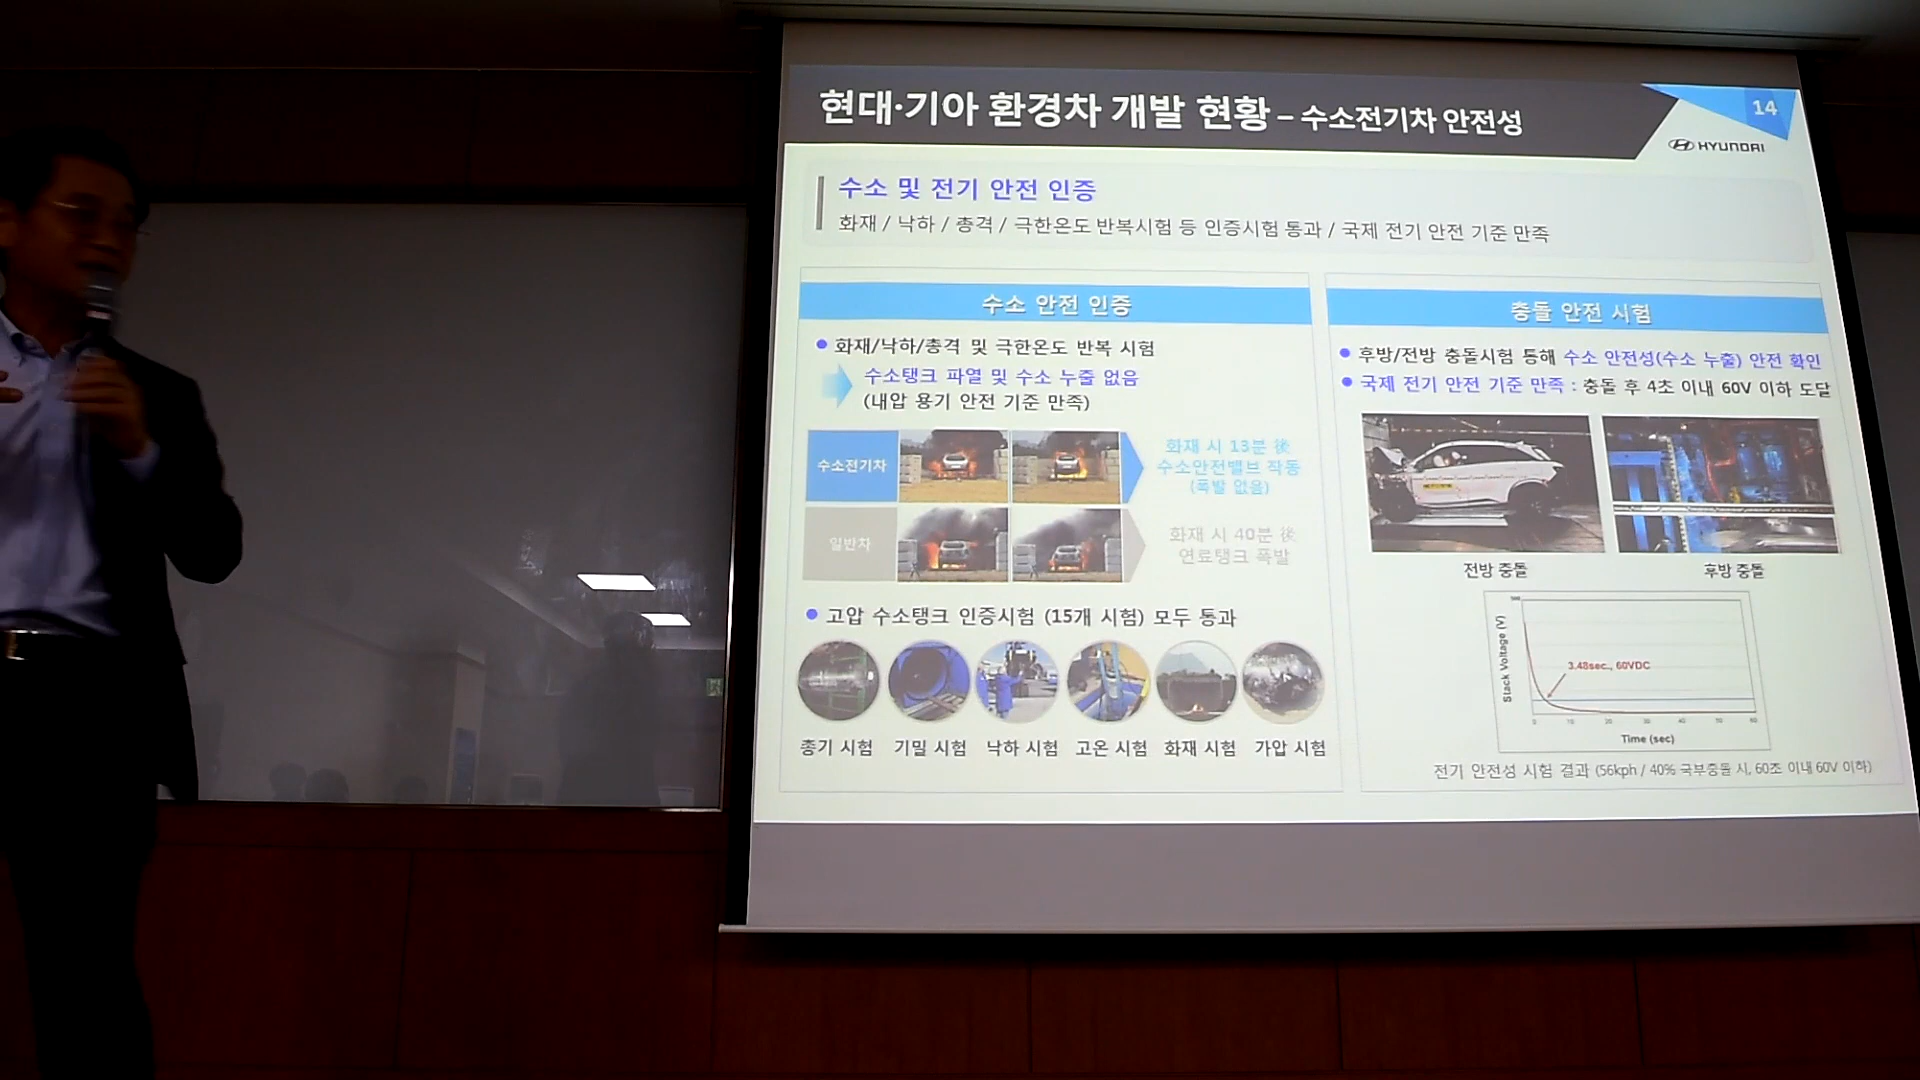 현대·기아 환경차 개발 현황 – 수소전기차 안전성
14
HYUNDAI
수소 및 전기 안전 인증
화재 / 낙하 / 총격 / 극한온도 반복시험 등 인증시험 통과 / 국제 전기 안전 기준 만족
수소 안전 인증
화재/낙하/총격 및 극한온도 반복 시험
수소탱크 파열 및 수소 누출 없음
(내압 용기 안전 기준 만족)
수소전기차
화재 시 13분 後
수소안전밸브 작동
(폭발 없음)
일반차
화재 시 40분 後
연료탱크 폭발
고압 수소탱크 인증시험 (15개 시험) 모두 통과
총기 시험 기밀 시험 낙하 시험 고온 시험 화재 시험 가압 시험
충돌 안전 시험
후방/전방 충돌시험 통해 수소 안전성(수소 누출) 안전 확인
국제 전기 안전 기준 만족 : 충돌 후 4초 이내 60V 이하 도달
전방 충돌
후방 충돌
Stack Voltage (V)
3.48sec., 60VDC
0 10 20 30 40 50 60
Time (sec)
전기 안전성 시험 결과 (56kph / 40% 국부충돌 시, 60초 이내 60V 이하)